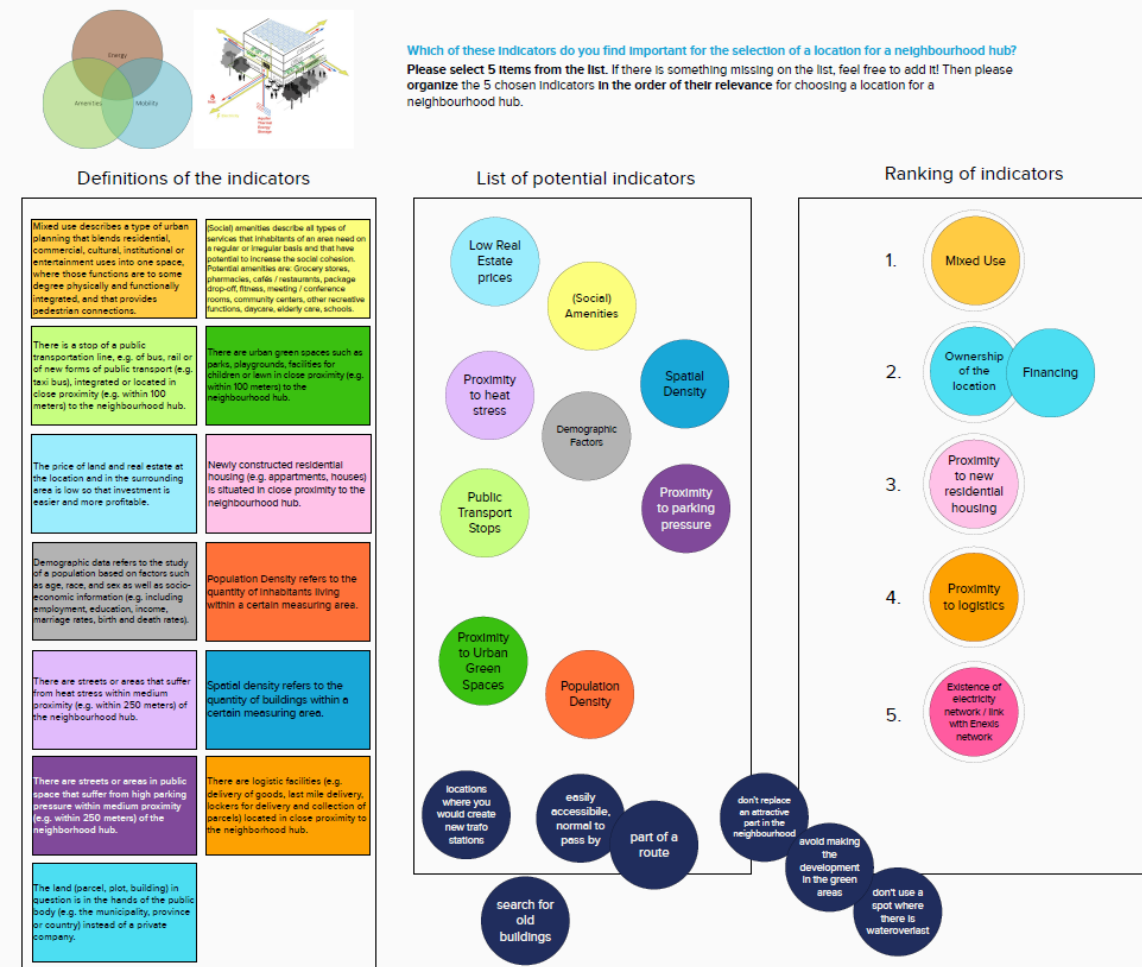 Energy
Amenities
Mobility
Which of these indicators do you find important for the selection of a location for a neighbourhood hub?
Please select 5 items from the list. If there is something missing on the list, feel free to add it! Then please
organize the 5 chosen indicators in the order of their relevance for choosing a location for a
neighbourhood hub.
Definitions of the indicators
Mixed use describes a type of urban
planning that blends residential,
commercial, cultural, institutional or
entertainment uses into one space,
where those functions are to some
degree physically and functionally
integrated, and that provides
pedestrian connections.
(Social) amenities describe all types of
services that inhabitants of an area need on
a regular or irregular basis and that have
potential to increase the social cohesion.
Potential amenities are: Grocery stores,
pharmacies, cafés / restaurants, package
drop-off, fitness, meeting / conference
rooms, community centers, other recreative
functions, daycare, elderly care, schools.
There is a stop of a public
transportation line, e.g. of bus, rail or
of new forms of public transport (e.g.
taxi bus), integrated or located in
close proximity (e.g. within 100
meters) to the neighbourhood hub.
There are urban green spaces such as
parks, playgrounds, facilities for
children or lawn in close proximity (e.g.
within 100 meters) to the
neighbourhood hub.
The price of land and real estate at
the location and in the surrounding
area is low so that investment is
easier and more profitable.
Newly constructed residential
housing (e.g. appartments, houses)
is situated in close proximity to the
neighbourhood hub.
Demographic data refers to the study
of a population based on factors such
as age, race, and sex as well as socio-
economic information (e.g. including
employment, education, income,
marriage rates, birth and death rates).
Population Density refers to the
quantity of inhabitants living
within a certain measuring area.
There are streets or areas that suffer
from heat stress within medium
proximity (e.g. within 250 meters) of
the neighbourhood hub.
Spatial density refers to the
quantity of buildings within a
certain measuring area.
There are streets or areas in public
space that suffer from high parking
pressure within medium proximity
(e.g. within 250 meters) of the
neighborhood hub.
There are logistic facilities (e.g.
delivery of goods, last mile delivery,
lockers for delivery and collection of
parcels) located in close proximity to
the neighborhood hub.
The land (parcel, plot, building) in
question is in the hands of the public
body (e.g. the municipality, province
or country) instead of a private
company.
List of potential indicators
Low Real
Estate
prices
(Social)
Amenities
Proximity
to heat
stress
Spatial
Density
Demographic
Factors
Public
Transport
Stops
Proximity
to parking
pressure
Proximity
to Urban
Green
Spaces
Population
Density
locations
where you
would create
new trafo
stations
easily
accessibile,
normal to
pass by
part of a
route
search for
old
buildings
don't replace
an attractive
part in the
neighbourhood
avoid making
the
development
in the green
areas
don't use a
spot where
there is
wateroverlast
Ranking of indicators
1.
Mixed Use
2.
Ownership
of the
location
Financing
3.
Proximity
to new
residential
housing
4.
Proximity
to logistics
5.
Existence of
electricity
network / link
with Enexis
network